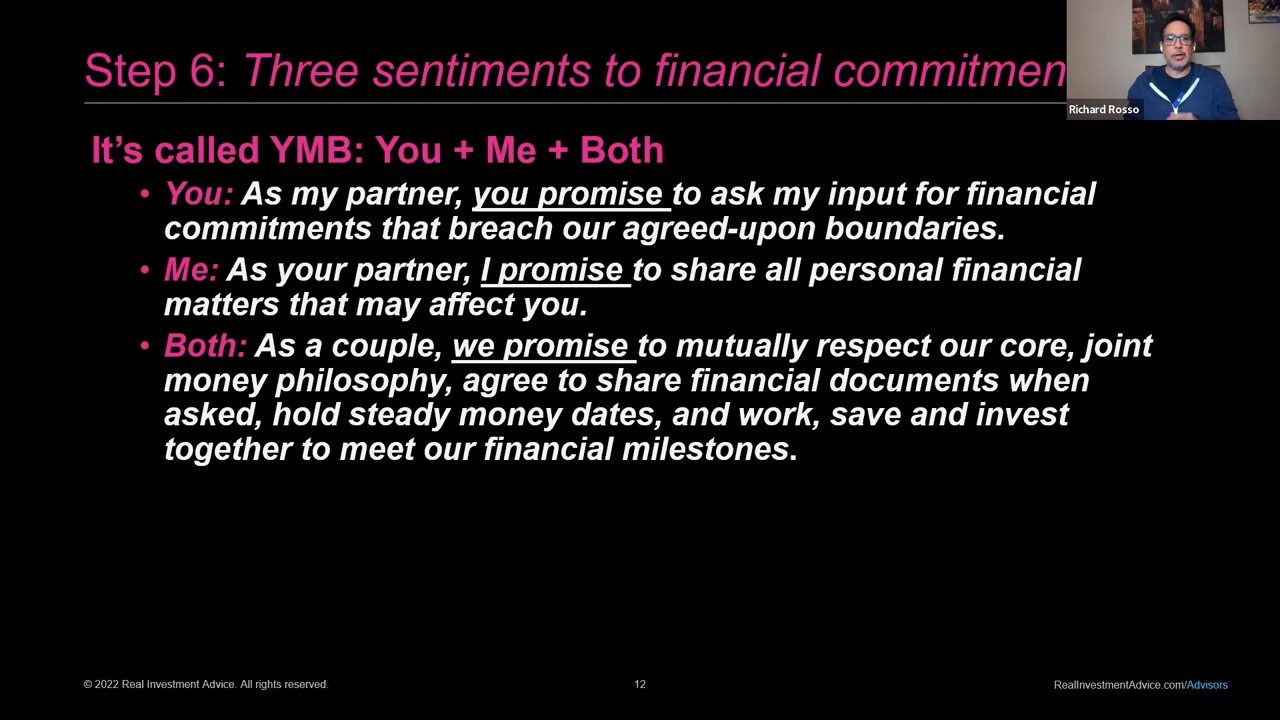 Step 6: Three sentiments to financial commitmen
Richard Rosso
It’s called YMB: You + Me + Both
• You: As my partner, you promise to ask my input for financial
commitments that breach our agreed-upon boundaries.
• Me: As your partner, I promise to share all personal financial
matters that may affect you.
• Both: As a couple, we promise to mutually respect our core, joint
money philosophy, agree to share financial documents when
asked, hold steady money dates, and work, save and invest
together to meet our financial milestones.
© 2022 Real Investment Advice. All rights reserved.
12
RealInvestmentAdvice.com/Advisors